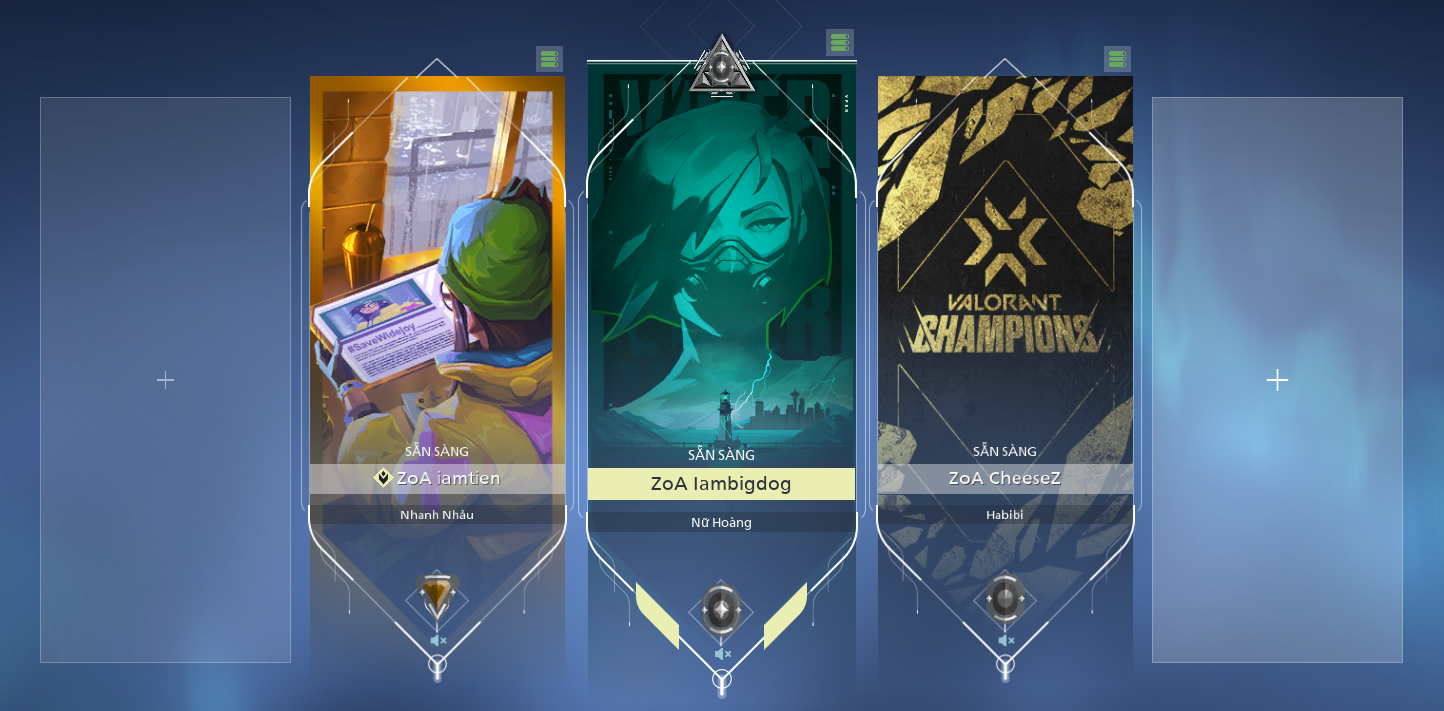 #SaveWidejoy
SẴN SÀNG
ZoA iamtien
Nhanh Nhảu
VIPER
SẴN SÀNG
ZoA Iambigdog
Nữ Hoàng
VALORANT
CHAMPIONS
SẴN SÀNG
ZoA CheeseZ
Habibi